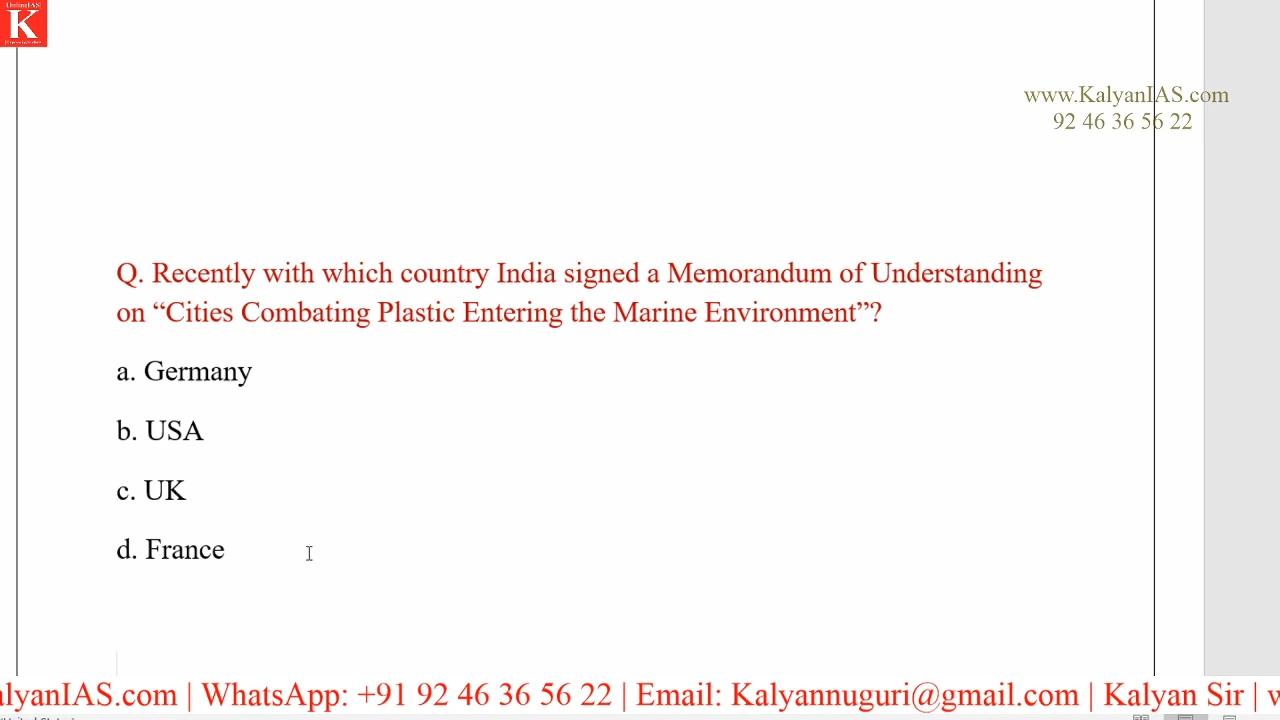 K
www.KalyanIAS.com
92 46 36 56 22
Q. Recently with which country India signed a Memorandum of Understanding
on “Cities Combating Plastic Entering the Marine Environment”?
a. Germany
b. USA
c. UK
d. France
alyanIAS.com | WhatsApp: +91 92 46 36 56 22 | Email: Kalyannuguri@gmail.com | Kalyan Sir | w